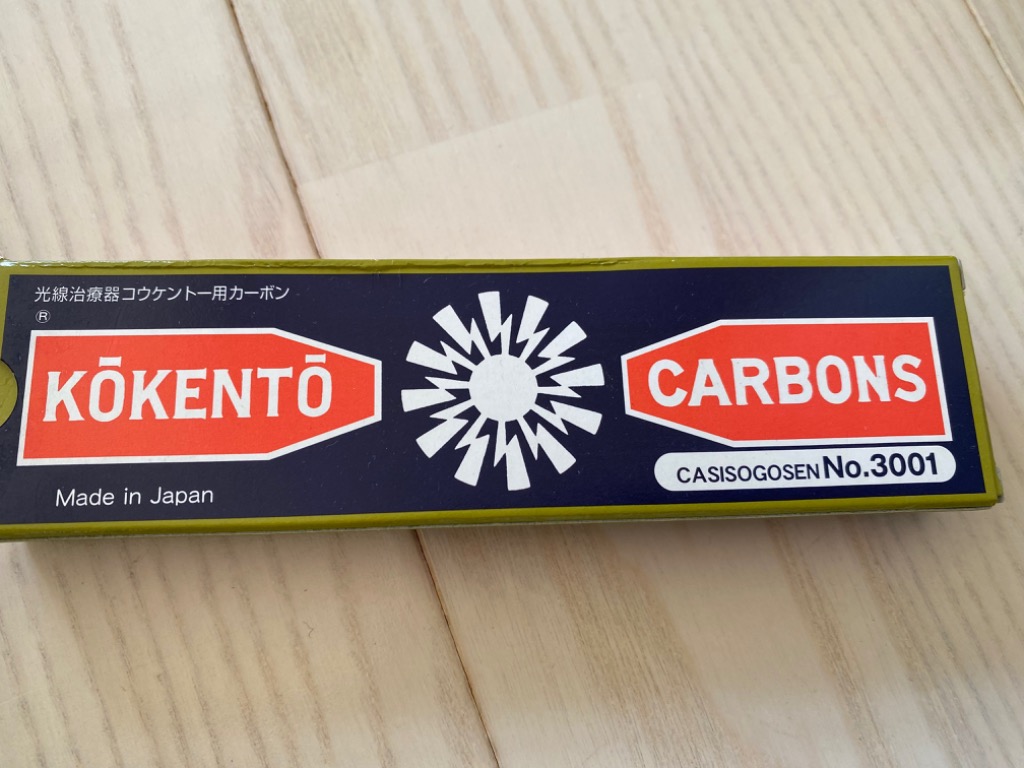 光線治療器コウケントー用カーボン
®
KŌKENTŌ
CARBONS
CASISOGOSEN No.3001
Made in Japan